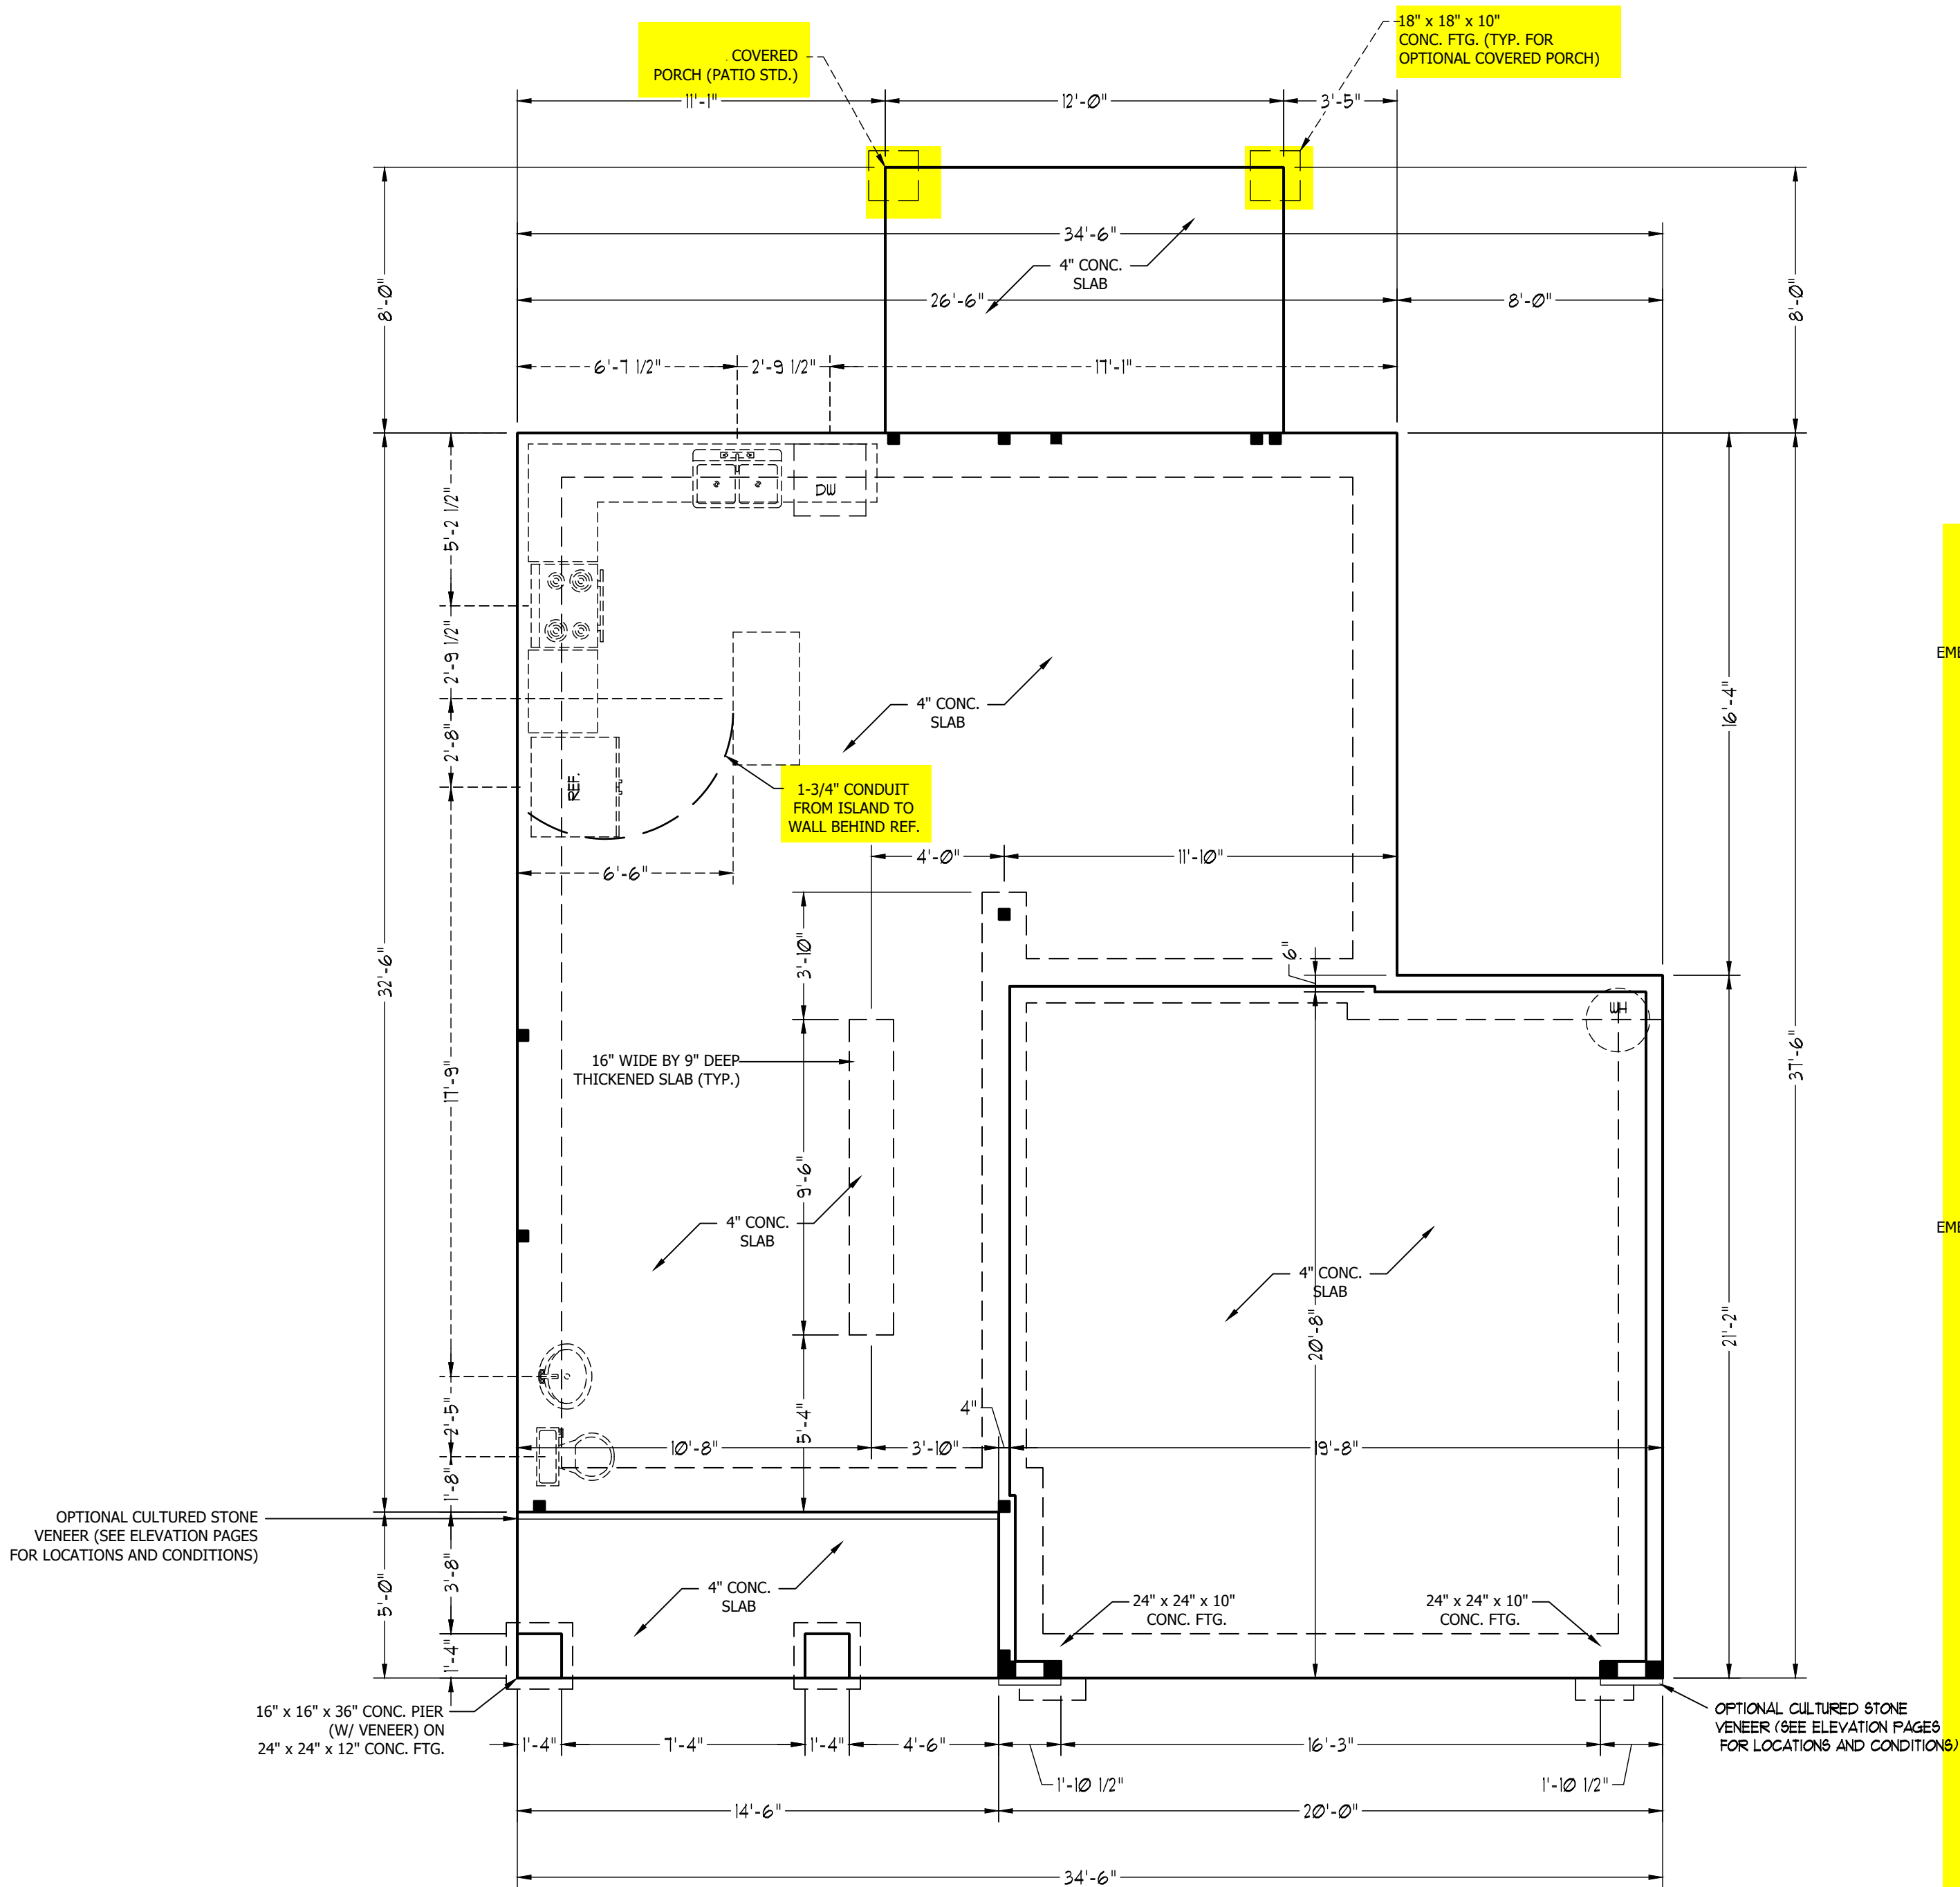 COVERED
PORCH (PATIO STD.)
18" x 18" x 10"
CONC. FTG. (TYP. FOR
OPTIONAL COVERED PORCH)
11'-1"
12'-0"
3'-5"
34'-6"
4" CONC.
SLAB
8'-0"
8'-0"
26'-6"
8'-0"
6'-7 1/2"
2'-9 1/2"
17'-1"
DW
5'-2 1/2"
2'-9 1/2"
2'-8"
REF.
4" CONC.
SLAB
16'-4"
1-3/4" CONDUIT
FROM ISLAND TO
WALL BEHIND REF.
4'-0"
11'-10"
6'-6"
3'-10"
6"
32'-6"
WH
37'-6"
17'-9"
16" WIDE BY 9" DEEP
THICKENED SLAB (TYP.)
9'-6"
4" CONC.
SLAB
4" CONC.
SLAB
20'-8"
21'-2"
2'-5"
5'-4"
4"
10'-8"
3'-10"
19'-8"
1'-8"
OPTIONAL CULTURED STONE
VENEER (SEE ELEVATION PAGES
FOR LOCATIONS AND CONDITIONS)
3'-8"
5'-0"
4" CONC.
SLAB
24" x 24" x 10"
CONC. FTG.
24" x 24" x 10"
CONC. FTG.
1'-4"
16" x 16" x 36" CONC. PIER
(W/ VENEER) ON
24" x 24" x 12" CONC. FTG.
OPTIONAL CULTURED STONE
VENEER (SEE ELEVATION PAGES
FOR LOCATIONS AND CONDITIONS)
1'-4"
7'-4"
1'-4"
4'-6"
16'-3"
1'-10 1/2"
1'-10 1/2"
14'-6"
20'-0"
34'-6"